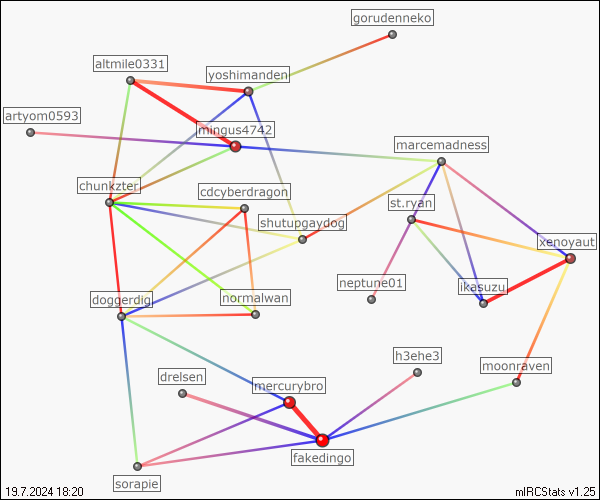 gorudenneko
altmile0331
yoshimanden
artyom0593
mingus4742
marcemadness
chunkzter
cdcyberdragon
st.ryan
shutupgaydog
xenoyaut
neptune01
ikasuzu
doggerdig
normalwan
h3ehe3
moonraven
drelsen
mercurybro
fakedingo
sorapie
19.7.2024 18:20
mIRCStats v1.25